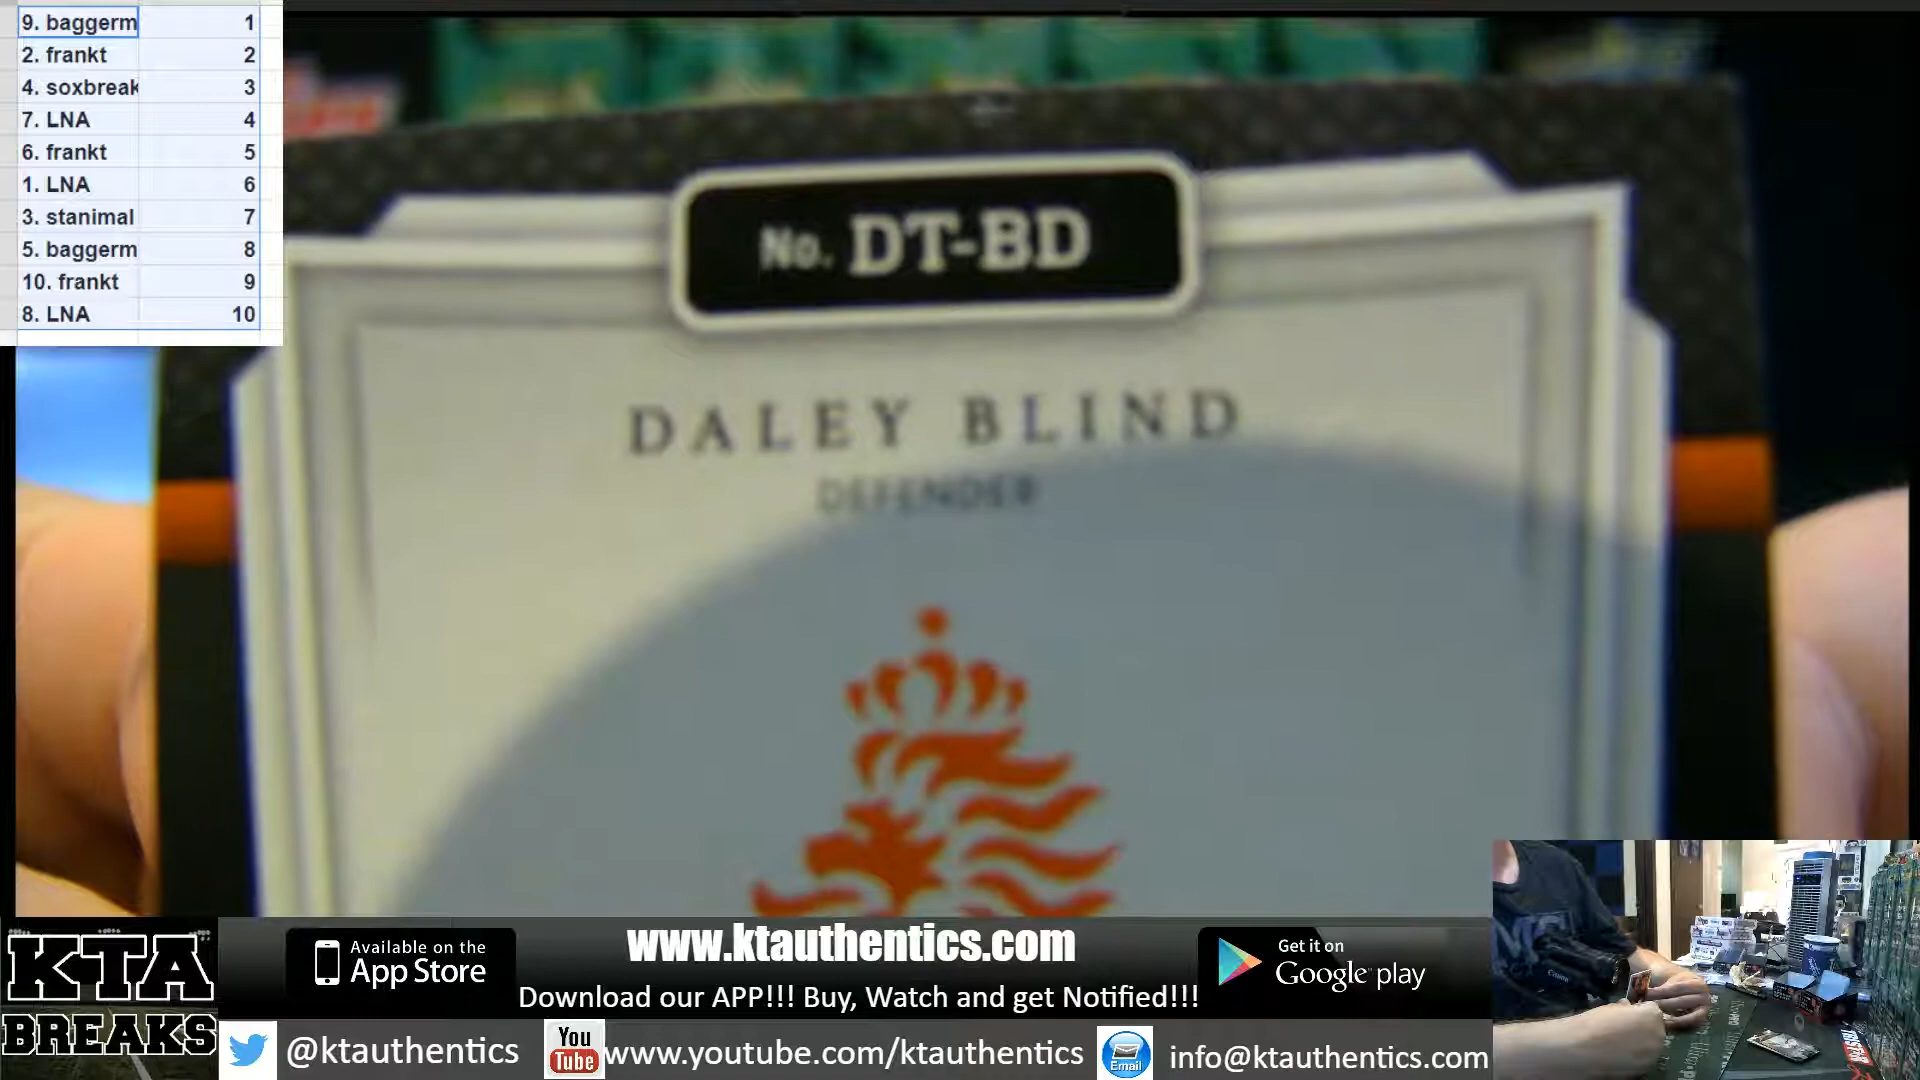 9. baggerm 1
2. frankt 2
4. soxbreak 3
7. LNA 4
6. frankt 5
1. LNA 6
3. stanimal 7
5. baggerm 8
10. frankt 9
8. LNA 10
No. DT-BD
DALEY BLIND
DEFENDER
KTA
BREAKS
Available on the
App Store
www.ktauthentics.com
Download our APP!!! Buy, Watch and get Notified!!!
Get it on
Google play
@ktauthentics
You
Tube
www.youtube.com/ktauthentics
Email
info@ktauthentics.com